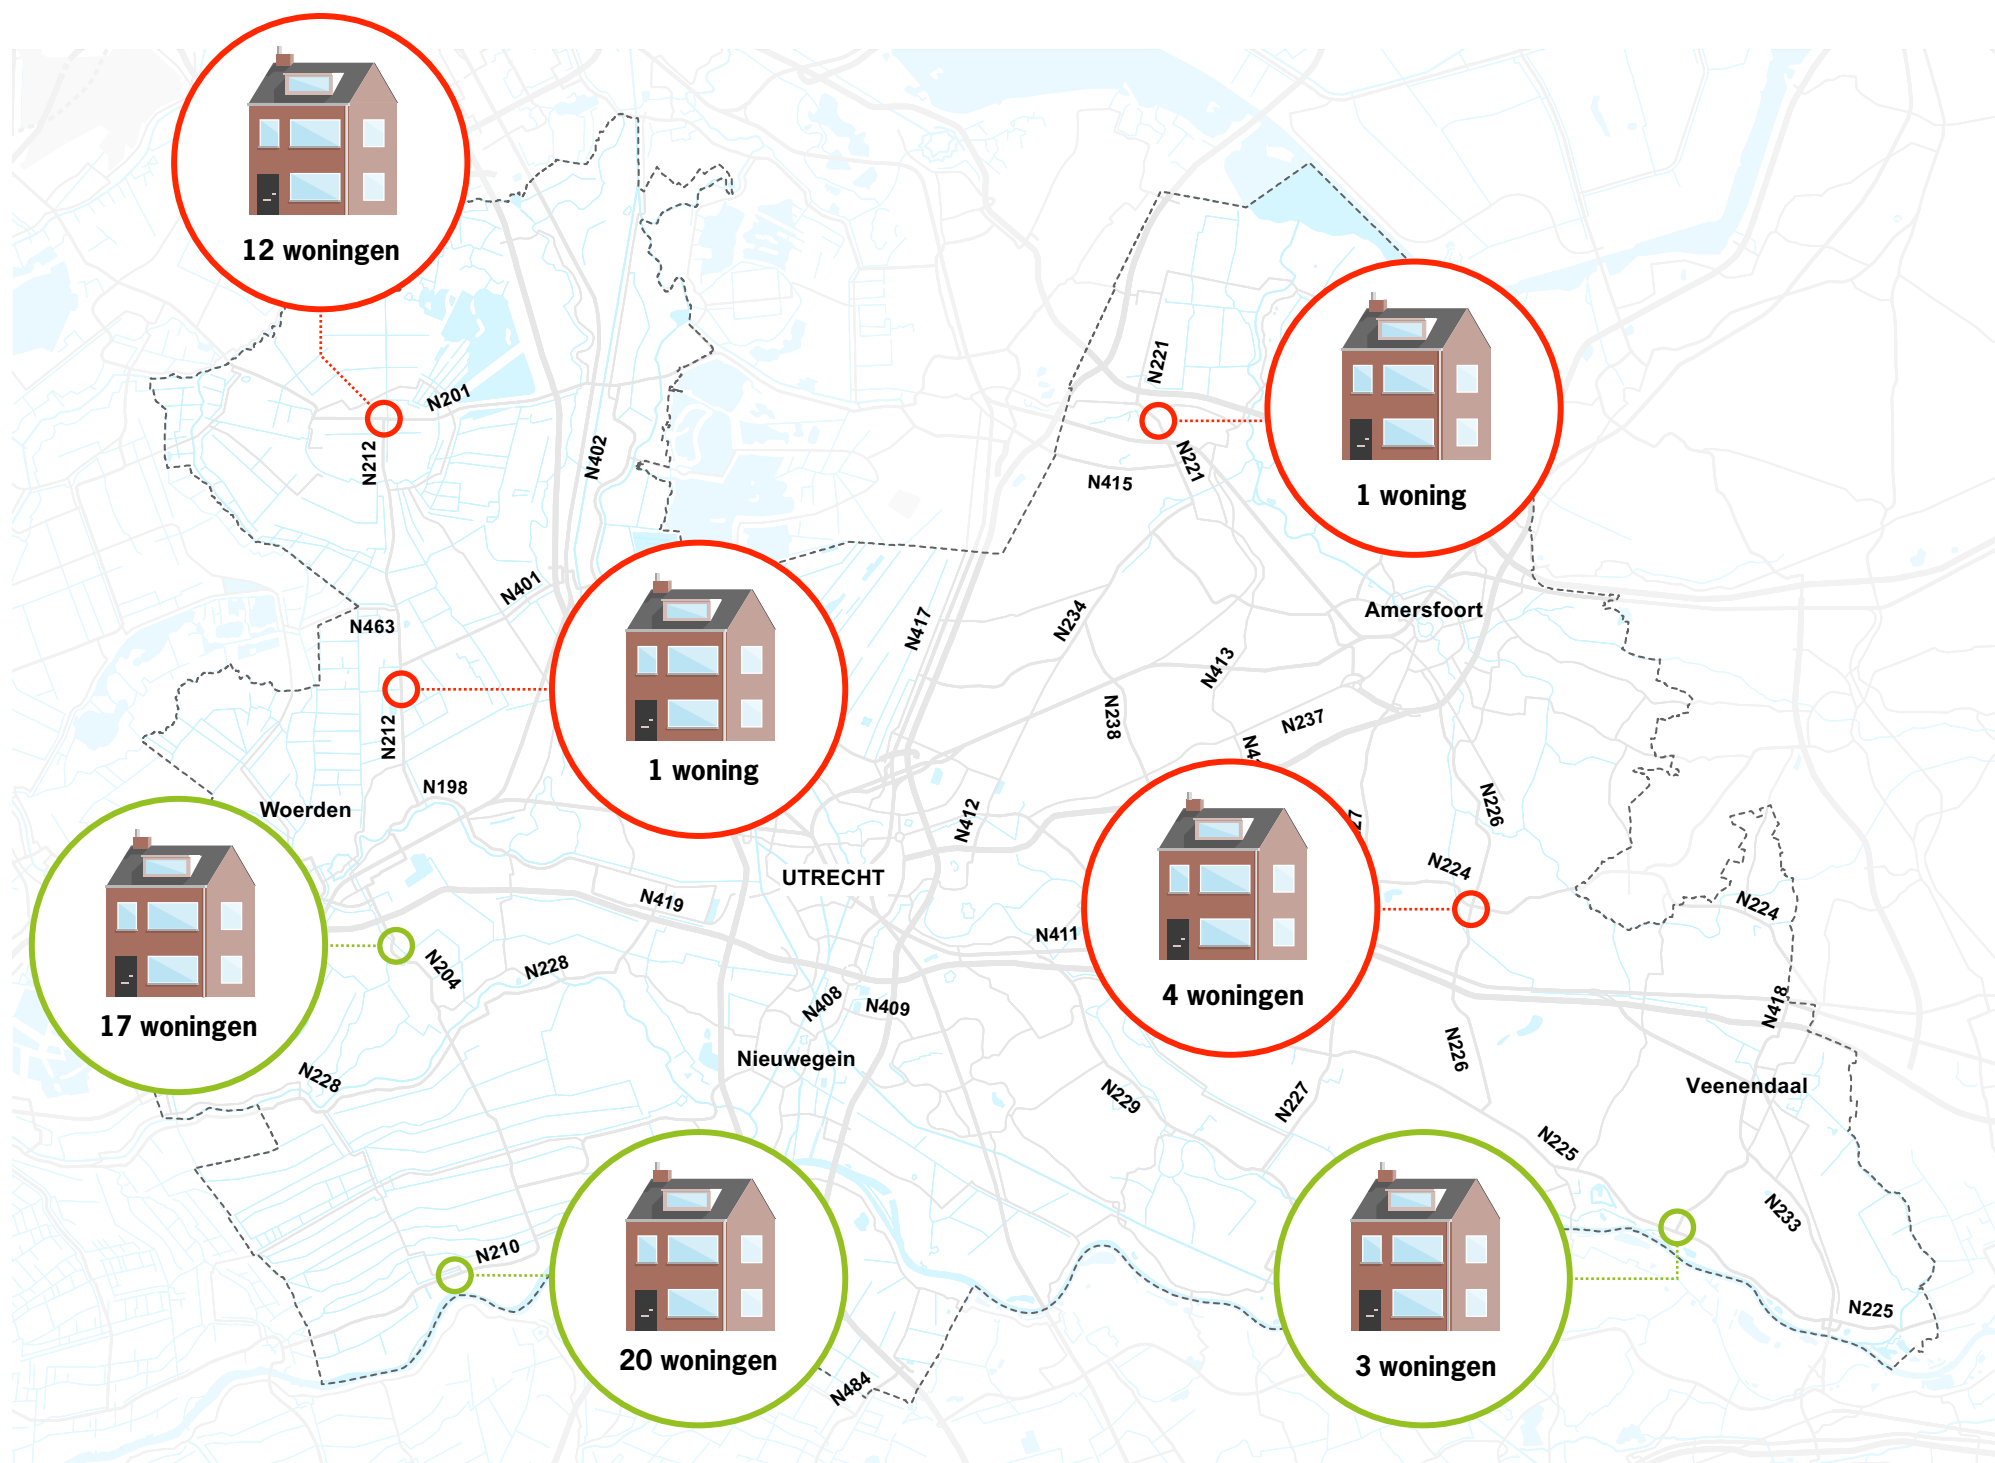 12 woningen
N221
N201
N402
N212
N221
N415
1 woning
N401
N463
N417
N234
Amersfoort
N413
N238
N212
N237
1 woning
N198
N226
Woerden
N412
N224
UTRECHT
N419
N224
N411
N204
N228
4 woningen
N408
N409
N418
17 woningen
N226
Nieuwegein
N228
Veenendaal
N229
N227
N225
N233
N210
N225
20 woningen
3 woningen
N484